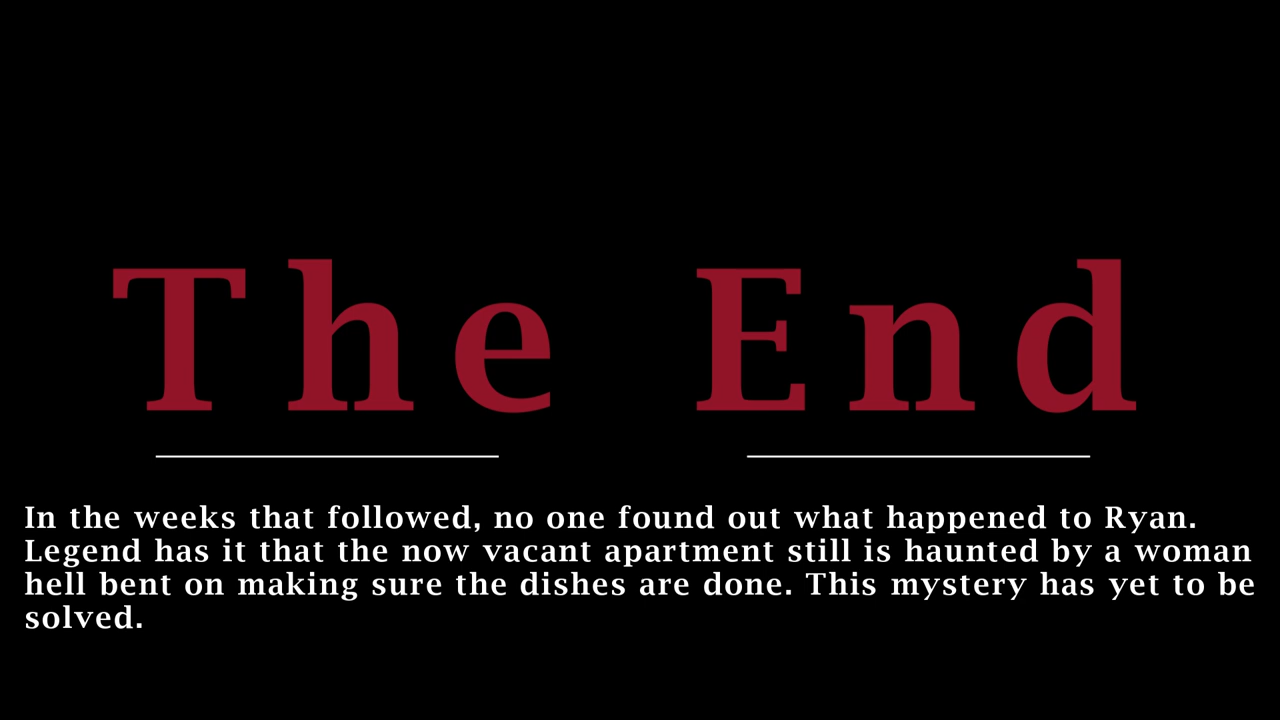 The End
In the weeks that followed, no one found out what happened to Ryan.
Legend has it that the now vacant apartment still is haunted by a woman
hell bent on making sure the dishes are done. This mystery has yet to be
solved.